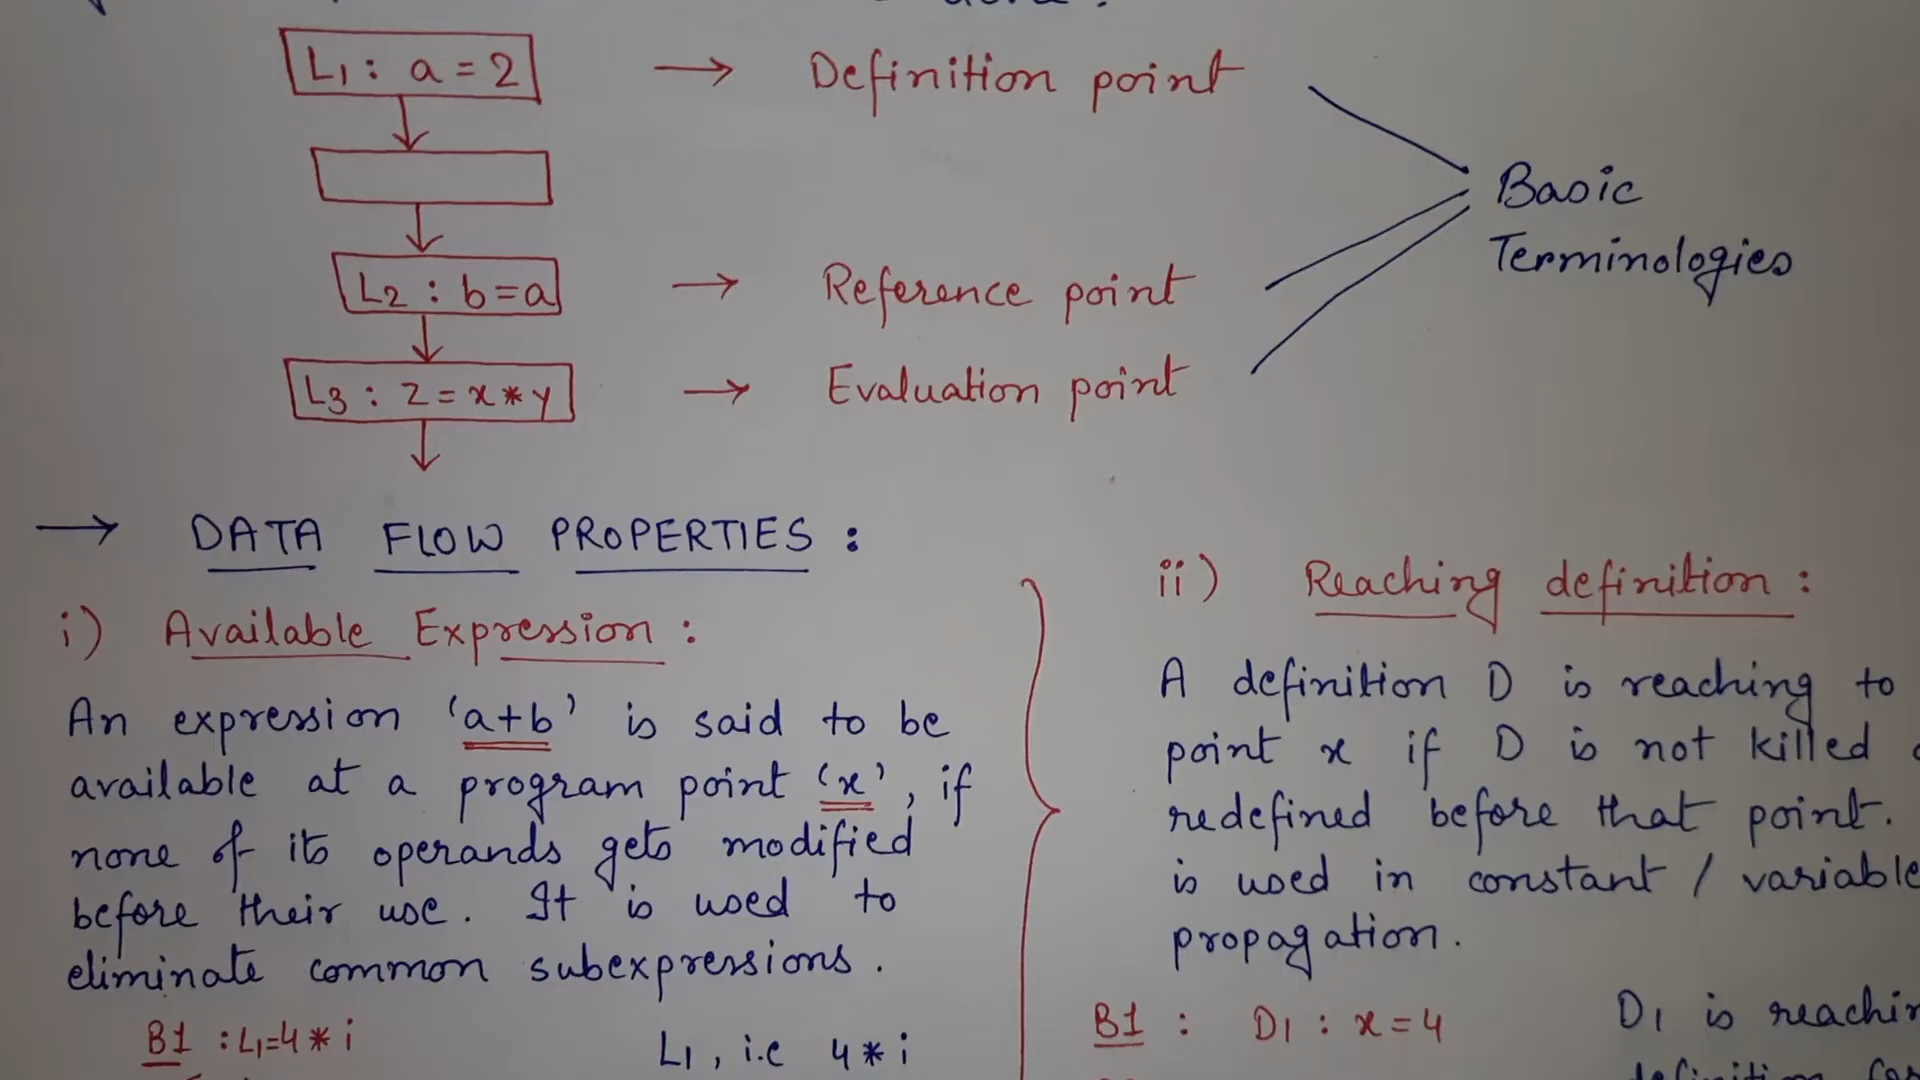 L1 : a = 2 → Definition point
Basic
Terminologies
L2 : b = a → Reference point
L3 : z = x * y → Evaluation point
→ DATA FLOW PROPERTIES :
i) Available Expression :
An expression 'a+b' is said to be
available at a program point 'x', if
none of its operands gets modified
before their use. It is used to
eliminate common subexpressions.
B1 : L1=4 * i
L1, i.e 4 * i
ii) Reaching definition :
A definition D is reaching to
point x if D is not killed
redefined before that point.
is used in constant / variable
propagation.
B1 : D1 : x = 4
D1 is